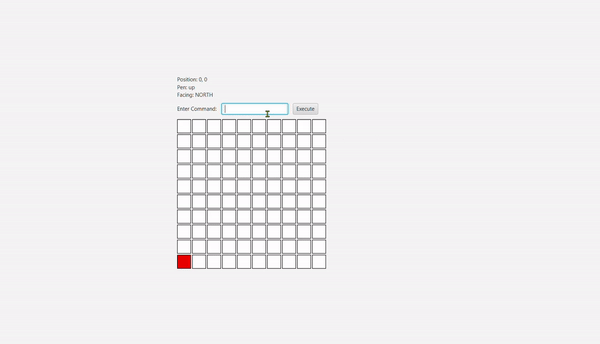 Position: 0, 0
Pen: up
Facing: NORTH
Enter Command: Execute